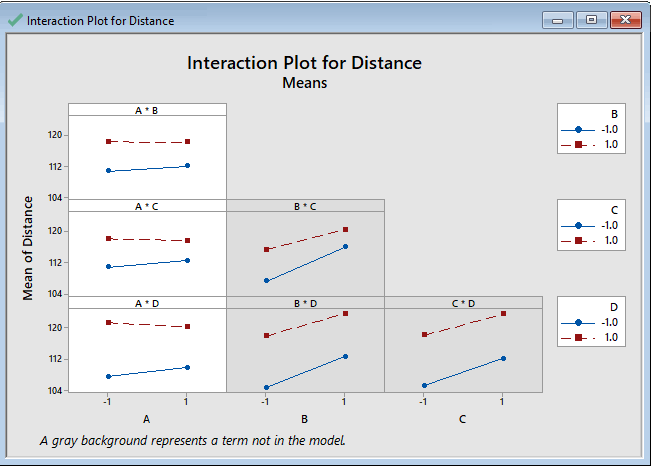 Interaction Plot for Distance
Interaction Plot for Distance
Means
A * B
120
112
104
B
-1.0
1.0
A * C
B * C
120
112
104
C
-1.0
1.0
Mean of Distance
A * D
B * D
C * D
120
112
104
D
-1.0
1.0
-1 1 -1 1 -1 1
A B C
A gray background represents a term not in the model.